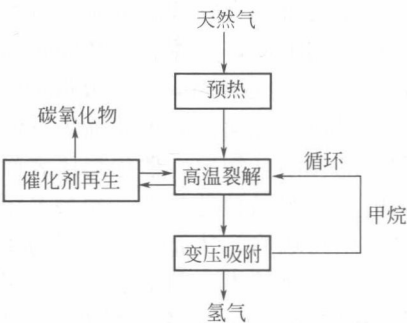 天然气
预热
碳氧化物
循环
催化剂再生
高温裂解
甲烷
变压吸附
氢气